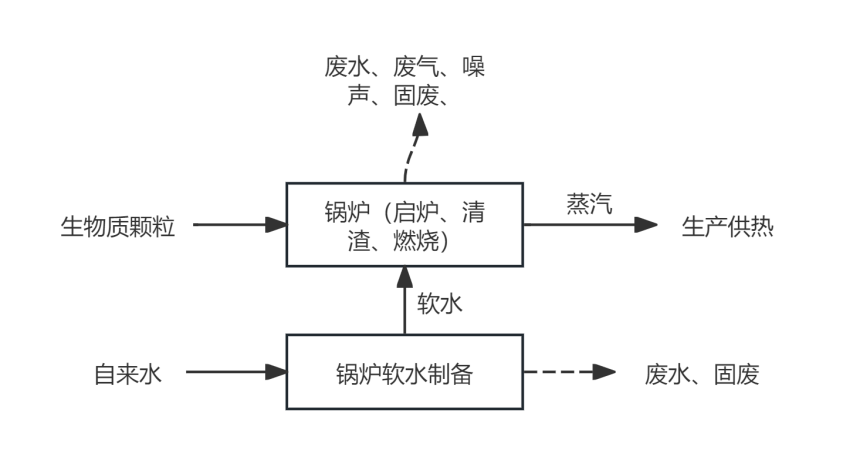 废水、废气、噪
声、固废、
生物质颗粒
锅炉（启炉、清
渣、燃烧）
蒸汽
生产供热
软水
自来水
锅炉软水制备
废水、固废